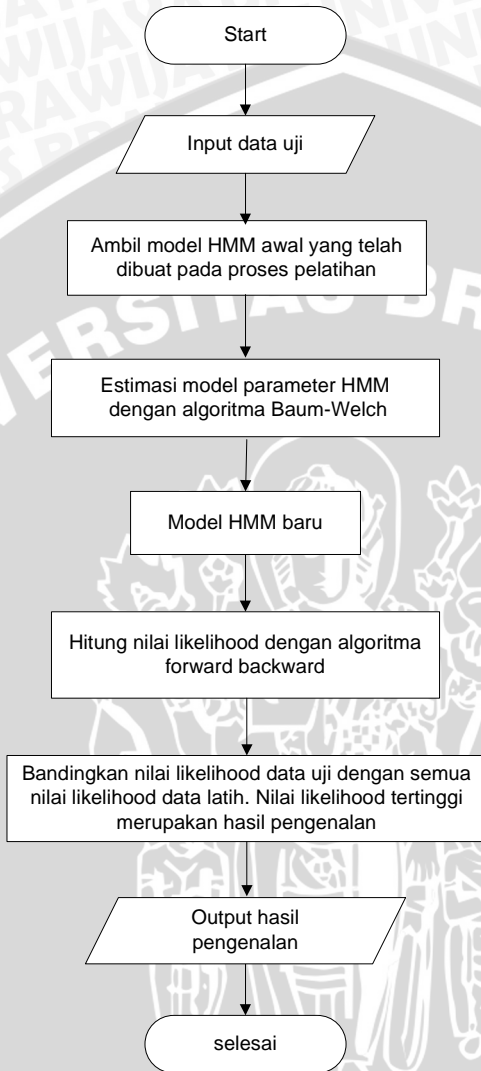 Start
Input data uji
Ambil model HMM awal yang telah
dibuat pada proses pelatihan
Estimasi model parameter HMM
dengan algoritma Baum-Welch
Model HMM baru
Hitung nilai likelihood dengan algoritma
forward backward
Bandingkan nilai likelihood data uji dengan semua
nilai likelihood data latih. Nilai likelihood tertinggi
merupakan hasil pengenalan
Output hasil
pengenalan
selesai